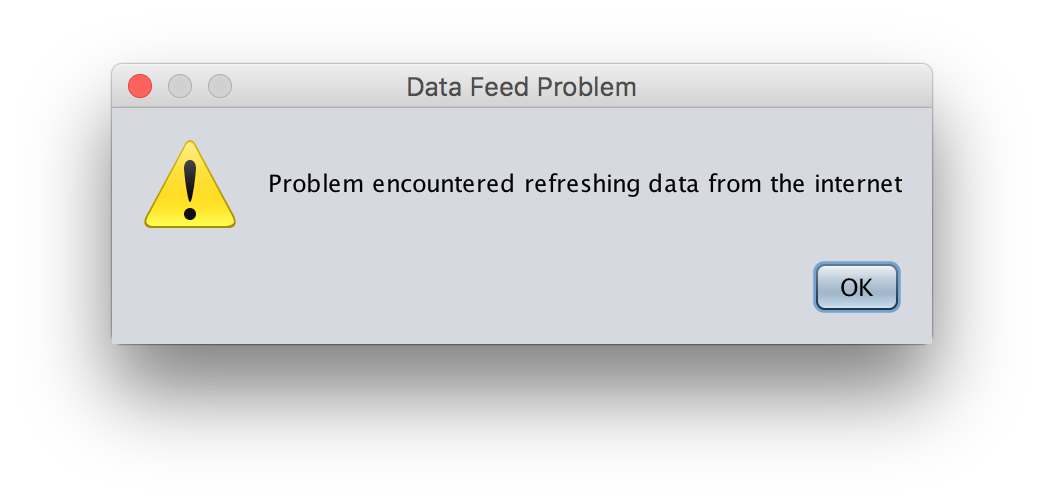 Data Feed Problem
Problem encountered refreshing data from the internet
OK